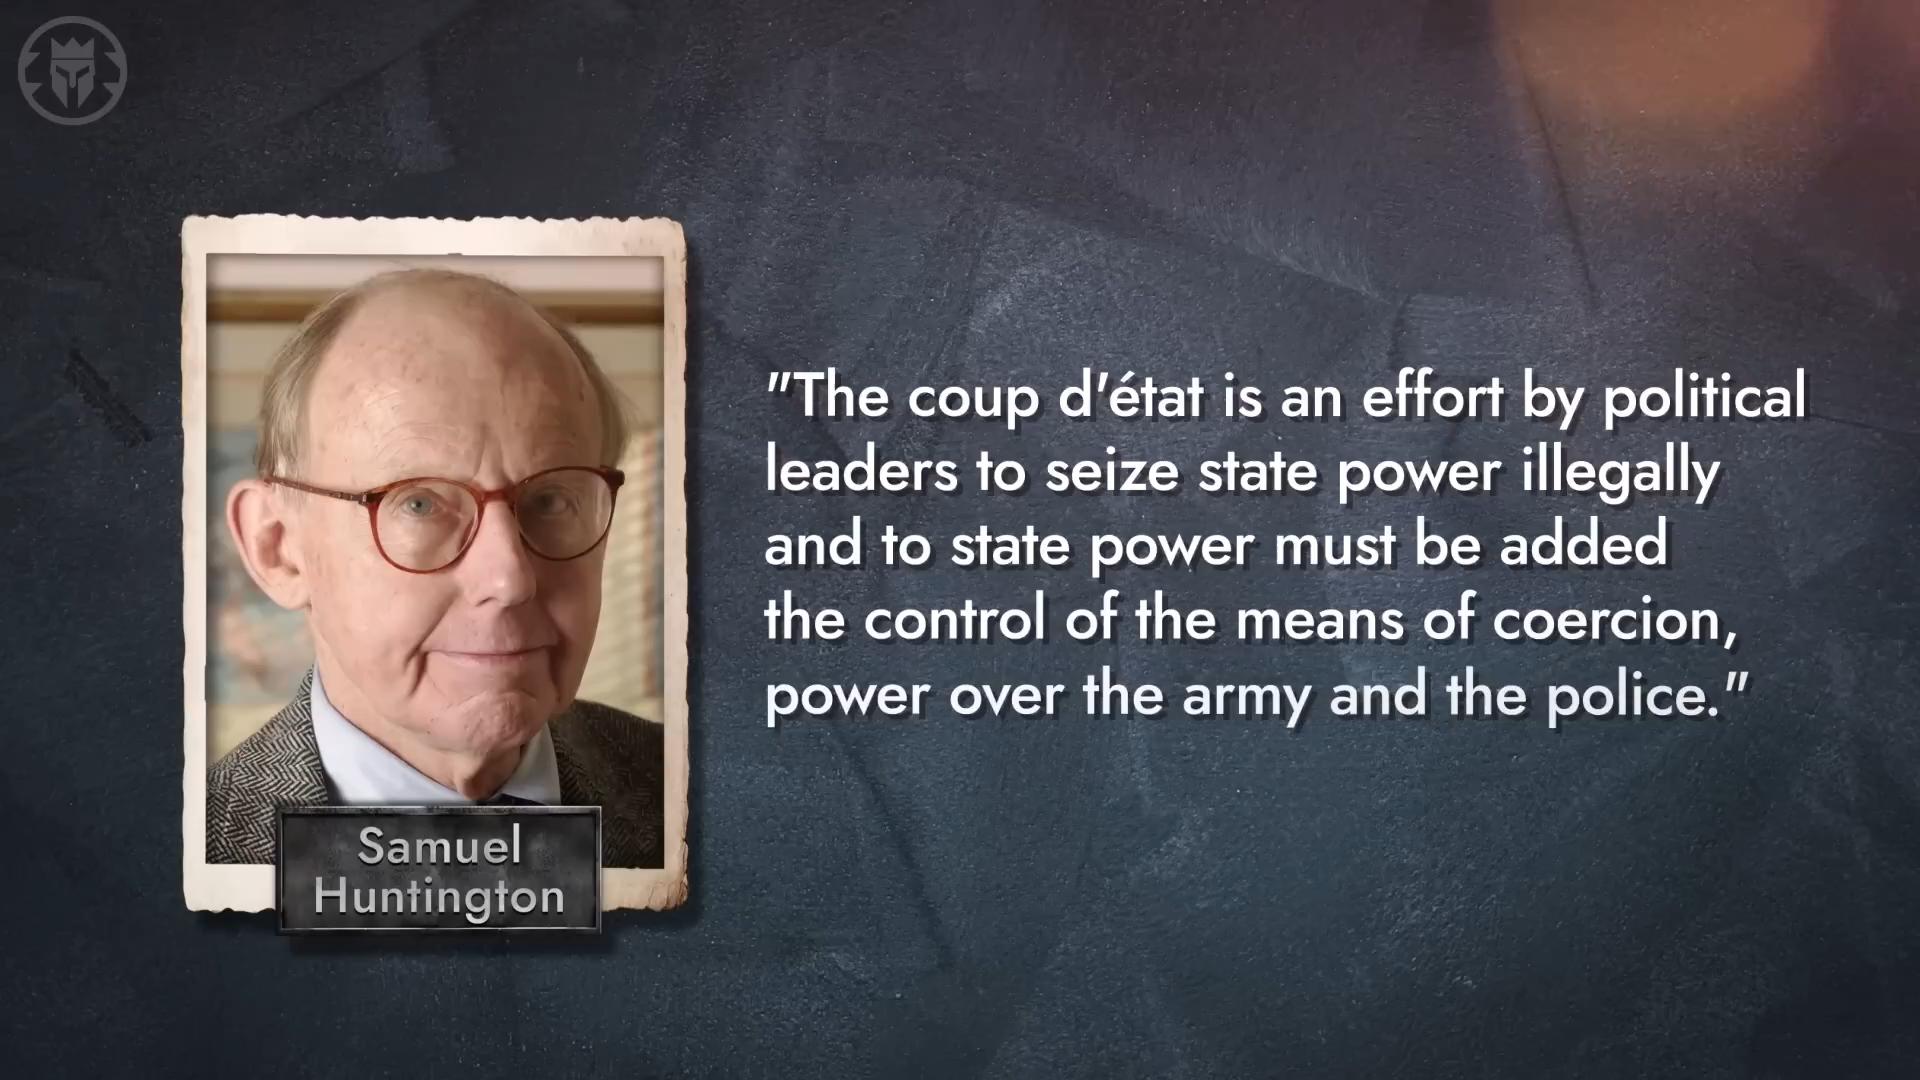 "The coup d'état is an effort by political
leaders to seize state power illegally
and to state power must be added
the control of the means of coercion,
power over the army and the police."
Samuel
Huntington